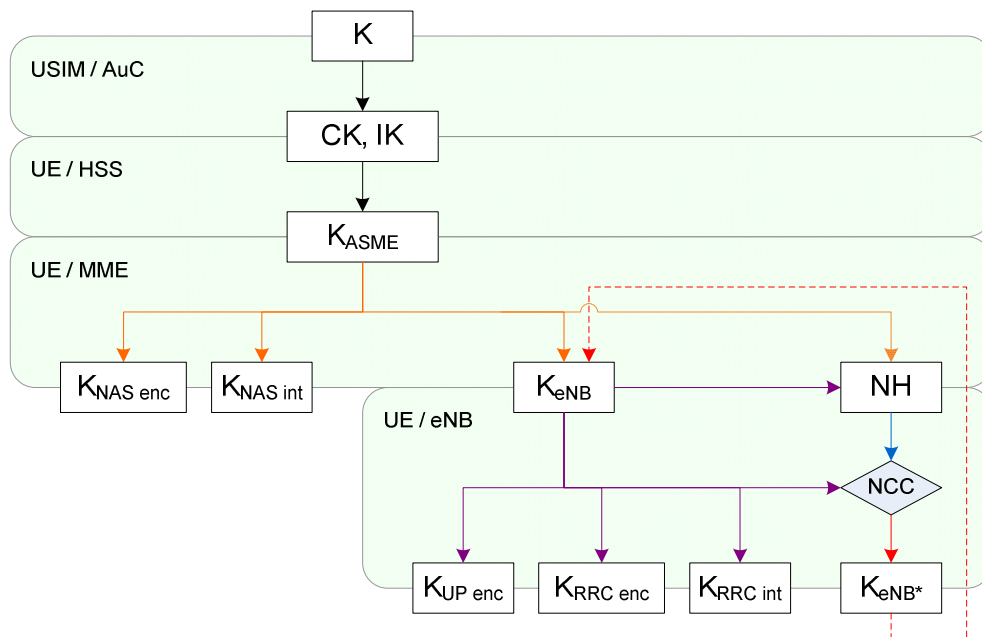 K
USIM / AuC
CK, IK
UE / HSS
KASME
UE / MME
KNAS enc
KNAS int
KeNB
NH
UE / eNB
NCC
KUP enc
KRRC enc
KRRC int
KeNB*